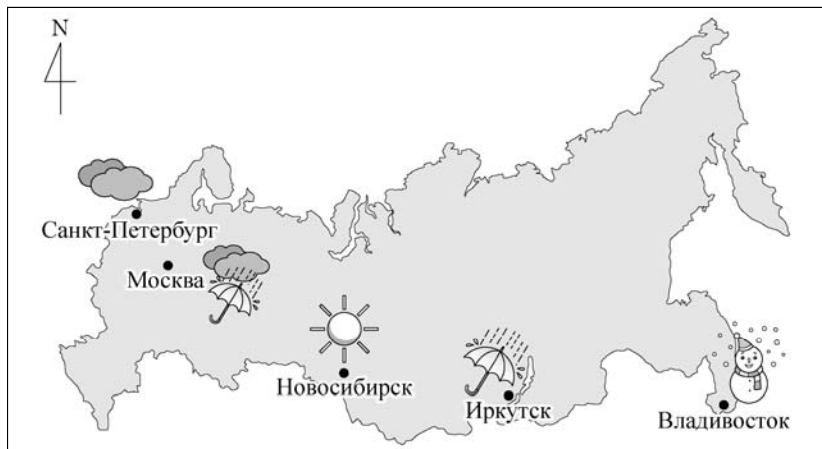 N
Санкт-Петербург
Москва
Новосибирск
Иркутск
Владивосток